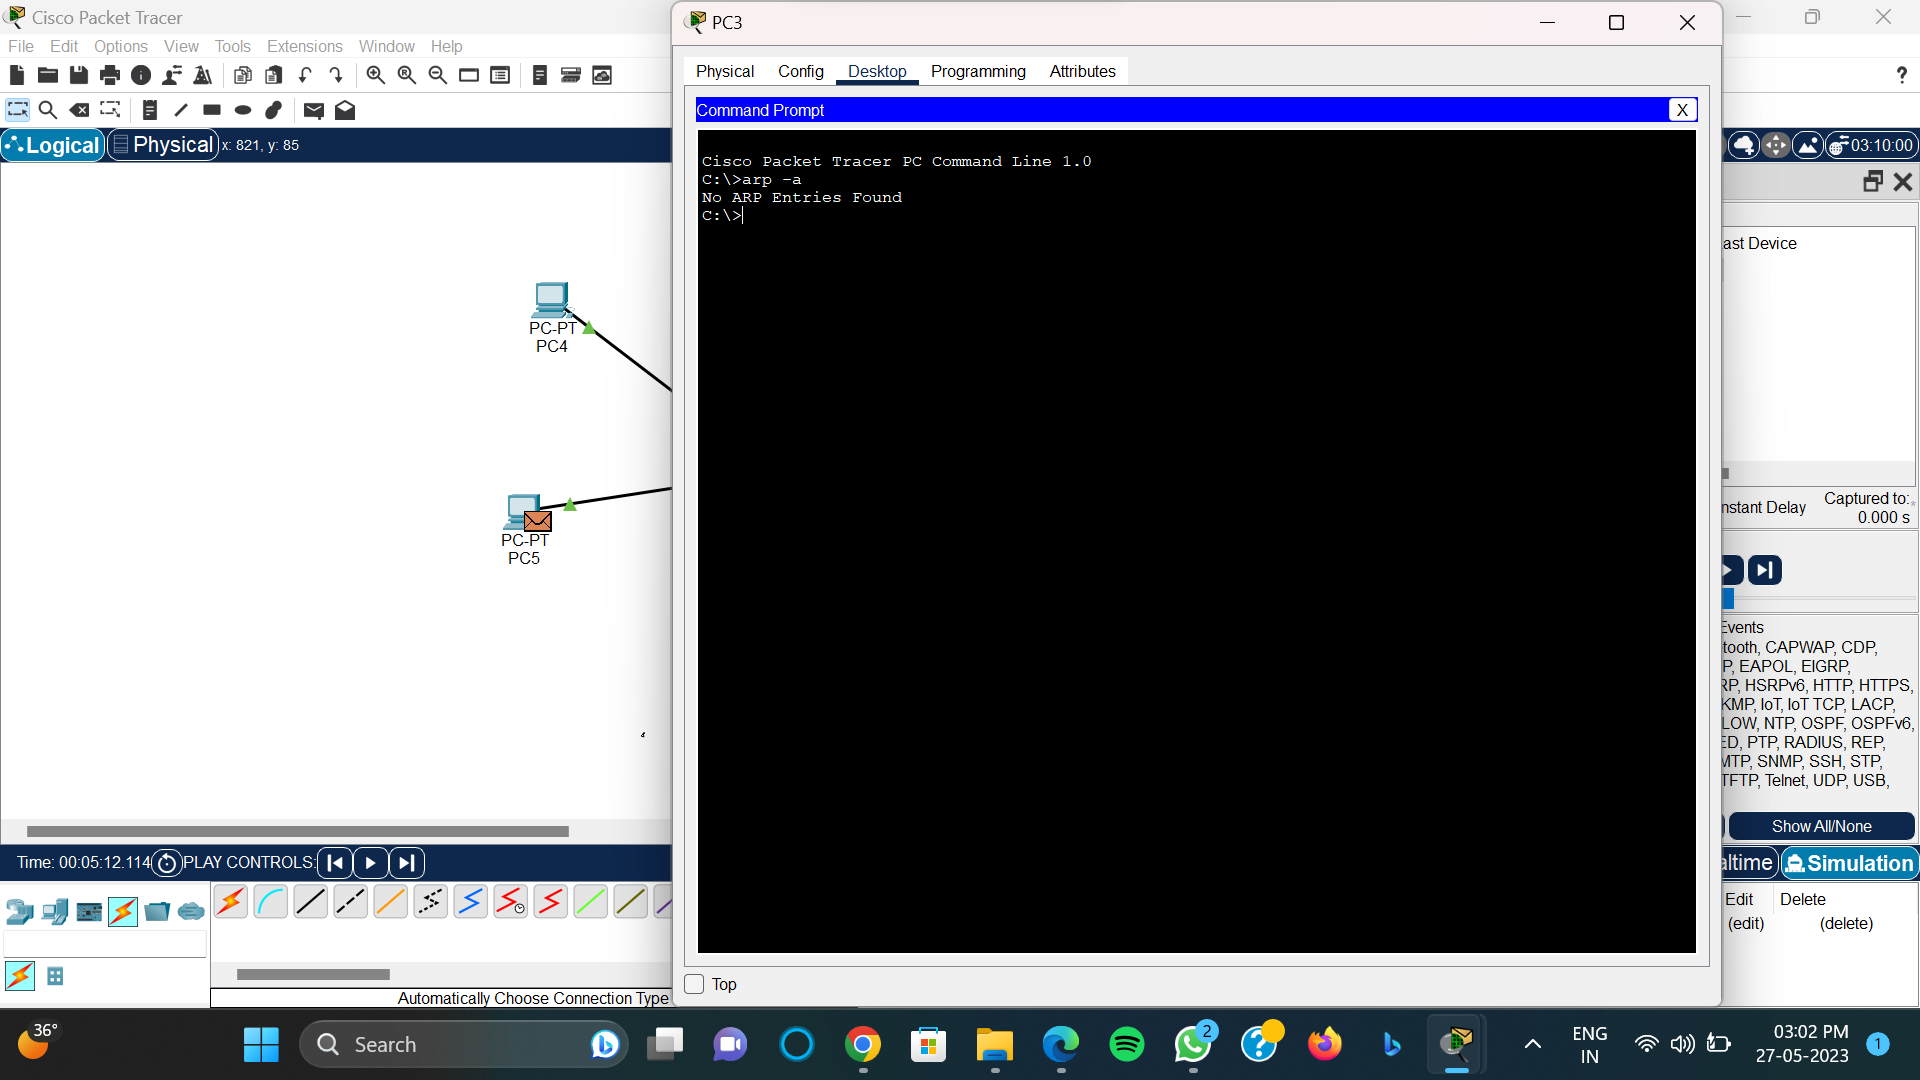 Cisco Packet Tracer
File Edit Options View Tools Extensions Window Help
Logical Physical x: 821, y: 85
PC-PT
PC4
PC-PT
PC5
Time: 00:05:12.114 PLAY CONTROLS:
Automatically Choose Connection Type
PC3
Physical Config Desktop Programming Attributes
Command Prompt X
Cisco Packet Tracer PC Command Line 1.0
C:\>arp -a
No ARP Entries Found
C:\>
Top
?
03:10:00
ast Device
nstant Delay Captured to:
0.000 s
Events
tooth, CAPWAP, CDP,
P, EAPOL, EIGRP,
RP, HSRPv6, HTTP, HTTPS,
KMP, IoT, IoT TCP, LACP,
LOW, NTP, OSPF, OSPFv6,
ED, PTP, RADIUS, REP,
MTP, SNMP, SSH, STP,
TFTP, Telnet, UDP, USB,
Show All/None
altime Simulation
Edit Delete
(edit) (delete)
36°
Search
2
ENG
IN
03:02 PM
27-05-2023
1